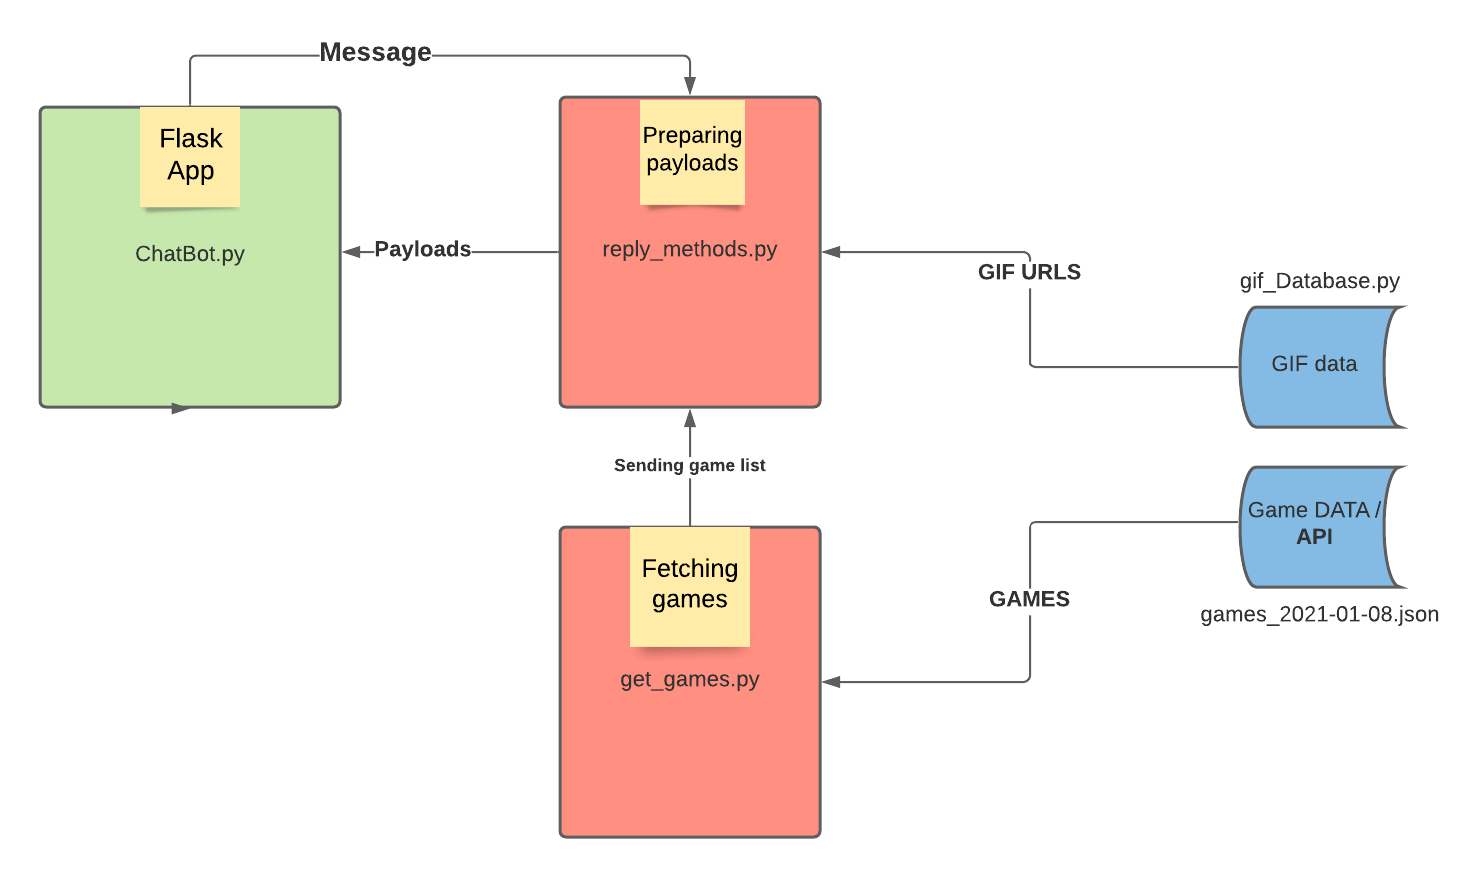 Message
Flask
App
ChatBot.py
Preparing
payloads
reply_methods.py
Payloads
GIF URLS
gif_Database.py
GIF data
Sending game list
Game DATA /
API
games_2021-01-08.json
GAMES
Fetching
games
get_games.py